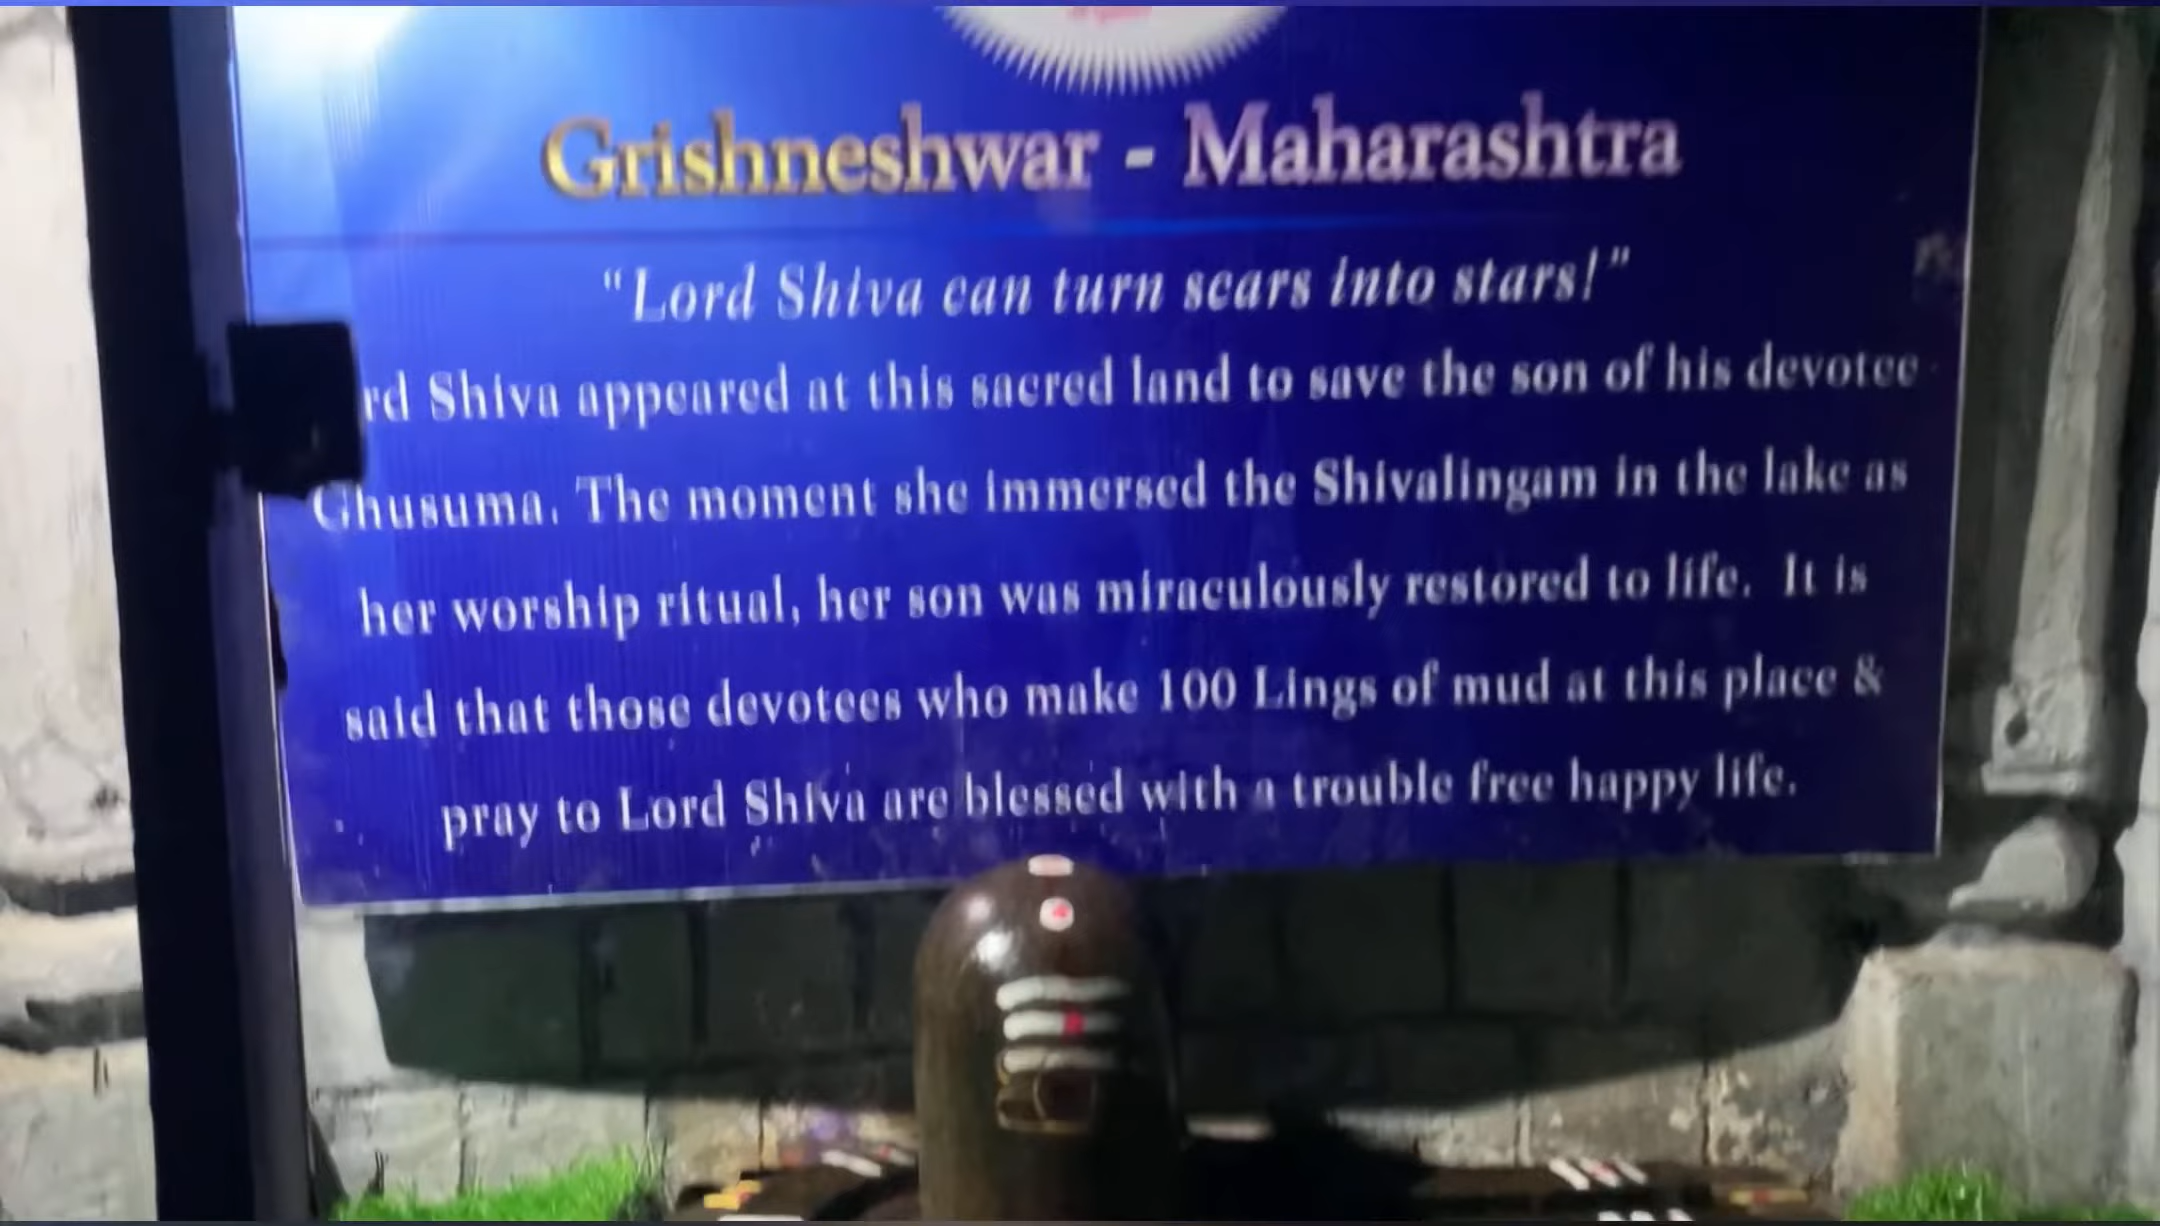 Grishneshwar - Maharashtra
"Lord Shiva can turn scars into stars!"
rd Shiva appeared at this sacred land to save the son of his devotee
Ghusuma. The moment she immersed the Shivalingam in the lake as
her worship ritual, her son was miraculously restored to life. It is
said that those devotees who make 100 Lings of mud at this place &
pray to Lord Shiva are blessed with a trouble free happy life.